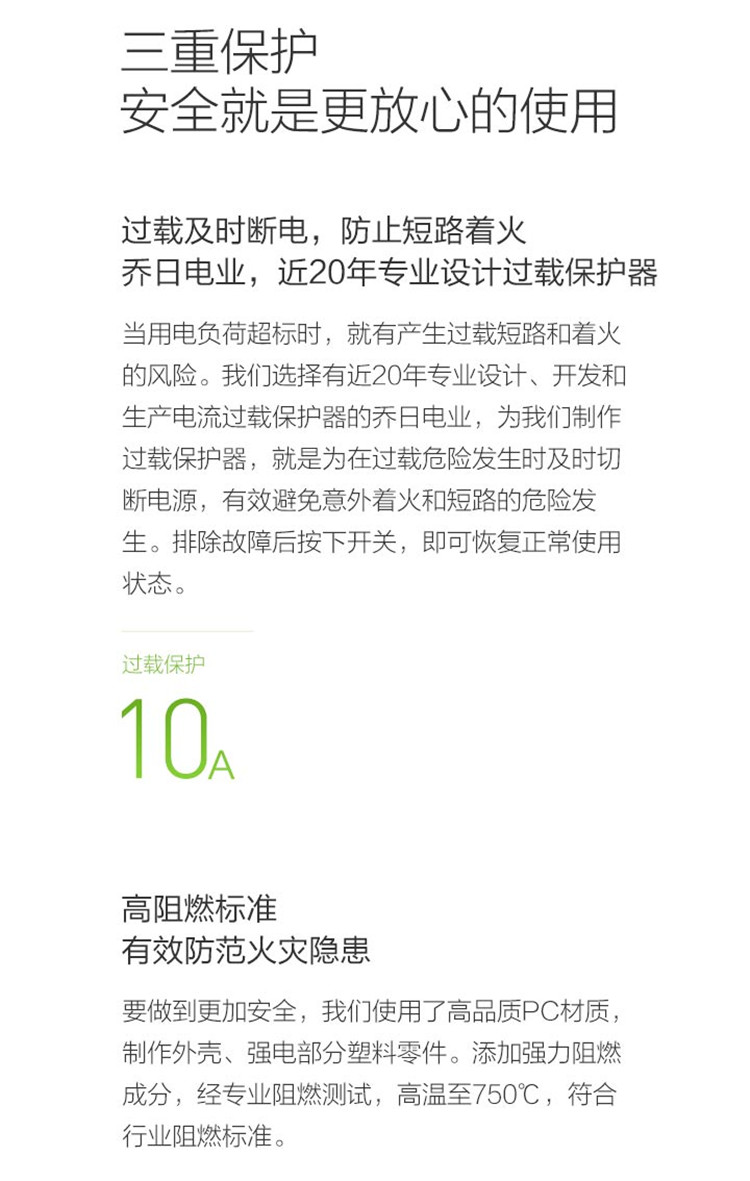 三重保护
安全就是更放心的使用
过载及时断电，防止短路着火
乔日电业，近20年专业设计过载保护器
当用电负荷超标时，就有产生过载短路和着火
的风险。我们选择有近20年专业设计、开发和
生产电流过载保护器的乔日电业，为我们制作
过载保护器，就是为在过载危险发生时及时切
断电源，有效避免意外着火和短路的危险发
生。排除故障后按下开关，即可恢复正常使用
状态。
过载保护
10A
高阻燃标准
有效防范火灾隐患
要做到更加安全，我们使用了高品质PC材质，
制作外壳、强电部分塑料零件。添加强力阻燃
成分，经专业阻燃测试，高温至750℃，符合
行业阻燃标准。